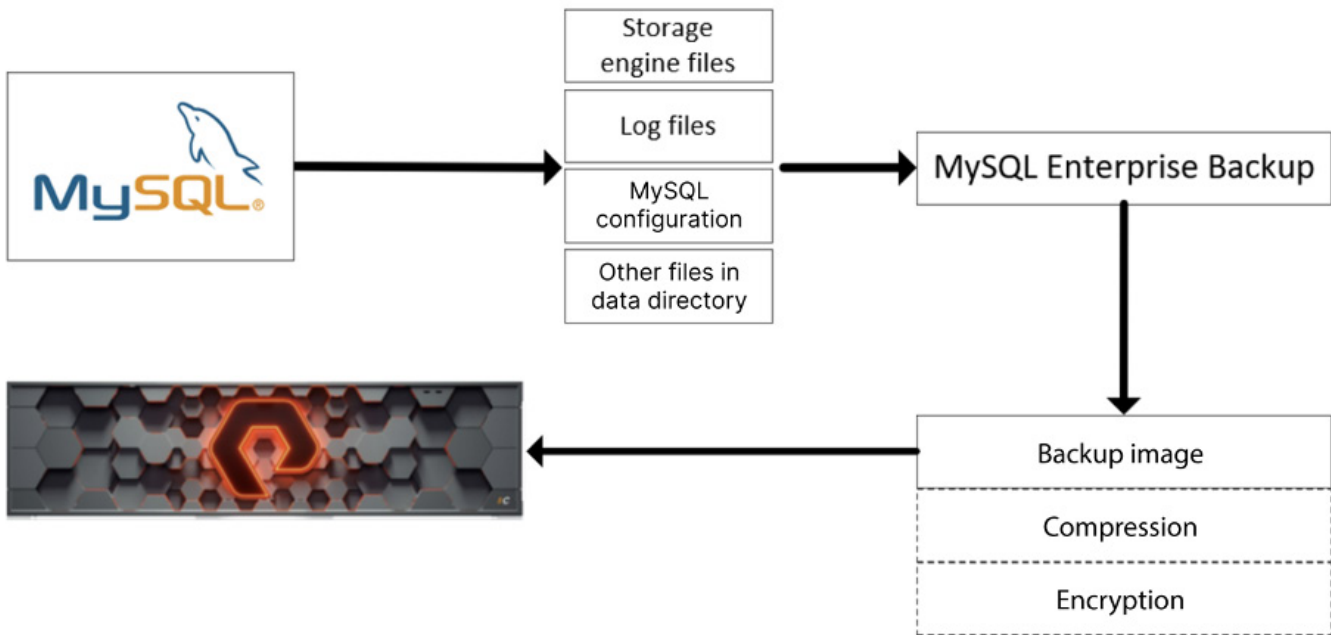 MySQL®
Storage
engine files
Log files
MySQL
configuration
Other files in
data directory
MySQL Enterprise Backup
Backup image
Compression
Encryption